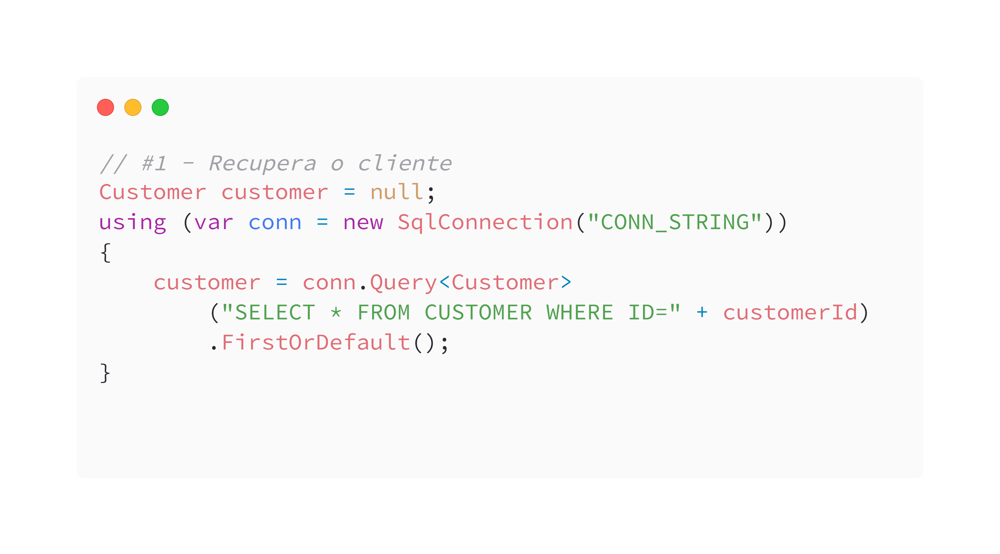 // #1 - Recupera o cliente
Customer customer = null;
using (var conn = new SqlConnection("CONN_STRING"))
{
    customer = conn.Query<Customer>
        ("SELECT * FROM CUSTOMER WHERE ID=" + customerId)
        .FirstOrDefault();
}